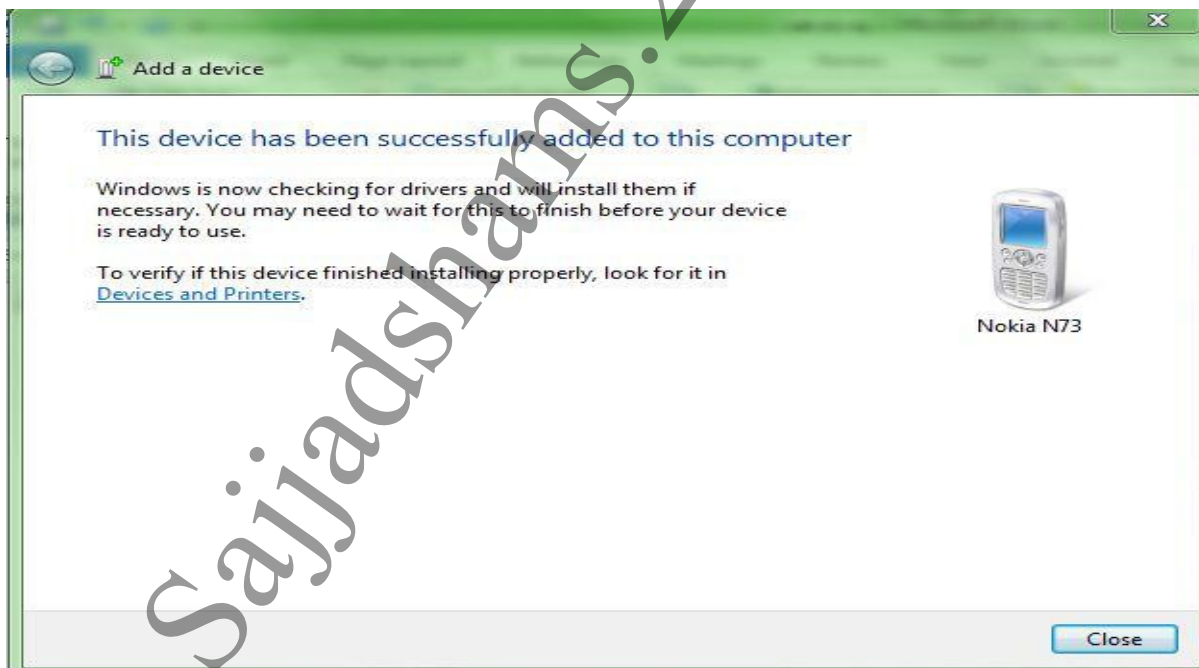 Add a device
This device has been successfully added to this computer
Windows is now checking for drivers and will install them if
necessary. You may need to wait for this to finish before your device
is ready to use.
To verify if this device finished installing properly, look for it in
Devices and Printers.
Nokia N73
Close
Sajjadshams.